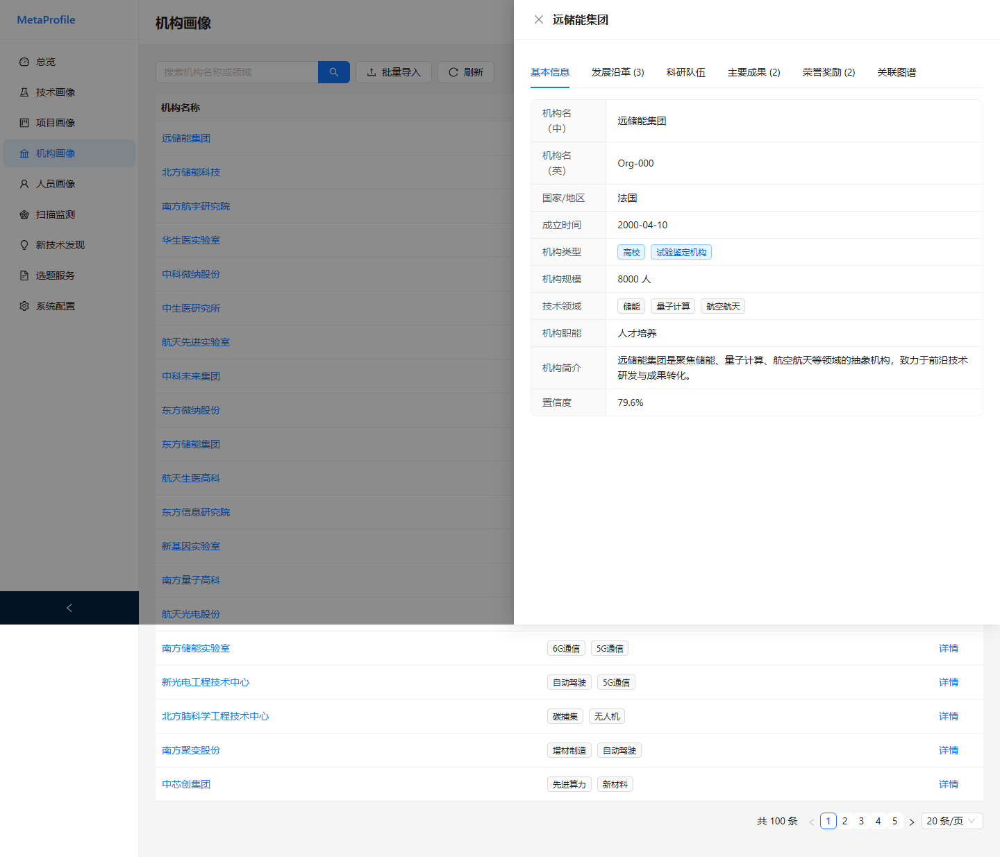 MetaProfile
总览
技术画像
项目画像
机构画像
人员画像
扫描监测
新技术发现
选题服务
系统配置
机构画像
搜索机构名称或领域
批量导入
刷新
机构名称
远储能集团
北方储能科技
南方航宇研究院
华生医实验室
中科微纳股份
中生医研究所
航天先进实验室
中科未来集团
东方微纳股份
东方储能集团
航天生医高科
东方信息研究院
新基因实验室
南方量子高科
航天光电股份
南方储能实验室 6G通信 5G通信 详情
新光电工程技术中心 自动驾驶 5G通信 详情
北方脑科学工程技术中心 碳捕集 无人机 详情
南方聚变股份 增材制造 自动驾驶 详情
中芯创集团 先进算力 新材料 详情
共 100 条 < 1 2 3 4 5 > 20 条/页
远储能集团
基本信息 发展沿革 (3) 科研队伍 主要成果 (2) 荣誉奖励 (2) 关联图谱
机构名
（中）
远储能集团
机构名
（英）
Org-000
国家/地区 法国
成立时间 2000-04-10
机构类型 高校 试验鉴定机构
机构规模 8000 人
技术领域 储能 量子计算 航空航天
机构职能 人才培养
机构简介
远储能集团是聚焦储能、量子计算、航空航天等领域的抽象机构，致力于前沿技术
研发与成果转化。
置信度 79.6%